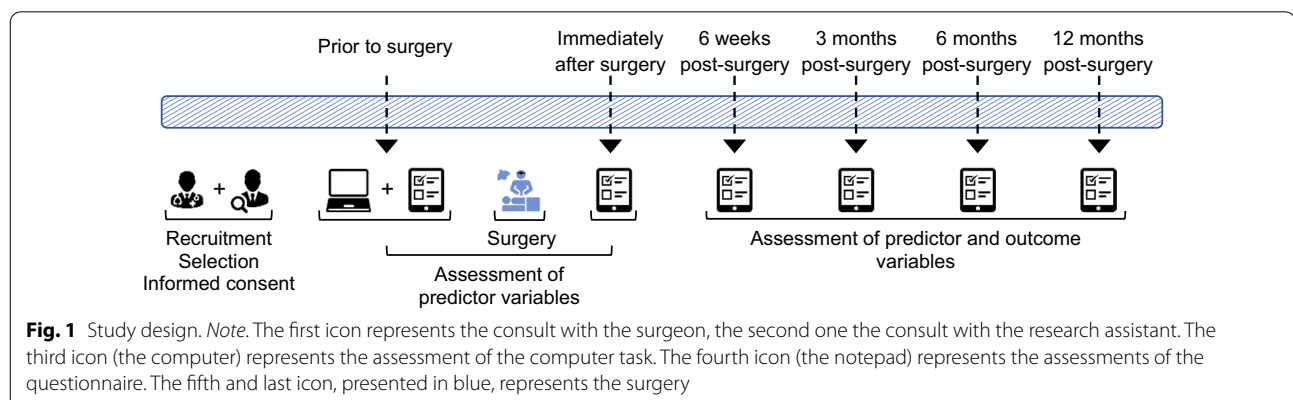 Prior to surgery
Immediately
after surgery
6 weeks
post-surgery
3 months
post-surgery
6 months
post-surgery
12 months
post-surgery
+
+
Recruitment
Selection
Informed consent
Surgery
Assessment of
predictor variables
Assessment of predictor and outcome
variables
Fig. 1 Study design. Note. The first icon represents the consult with the surgeon, the second one the consult with the research assistant. The
third icon (the computer) represents the assessment of the computer task. The fourth icon (the notepad) represents the assessments of the
questionnaire. The fifth and last icon, presented in blue, represents the surgery